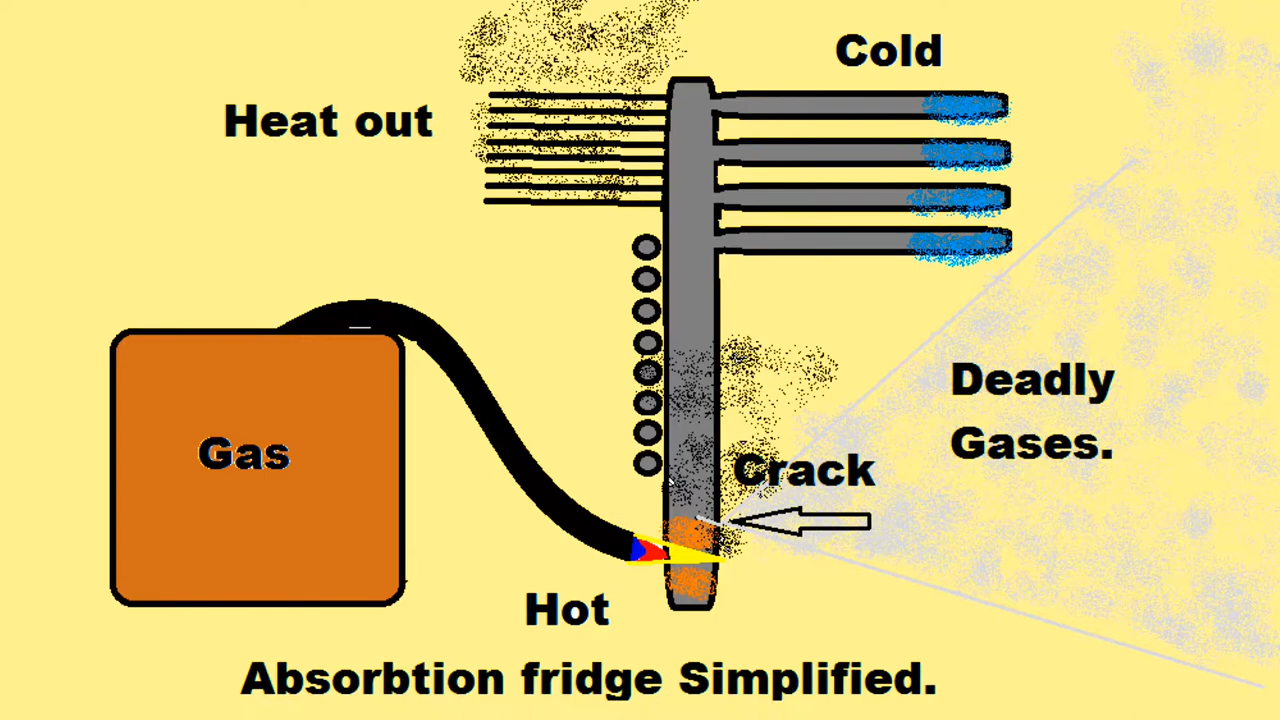 Cold
Heat out
Deadly
Gases.
Gas
Crack
Hot
Absorbtion fridge Simplified.